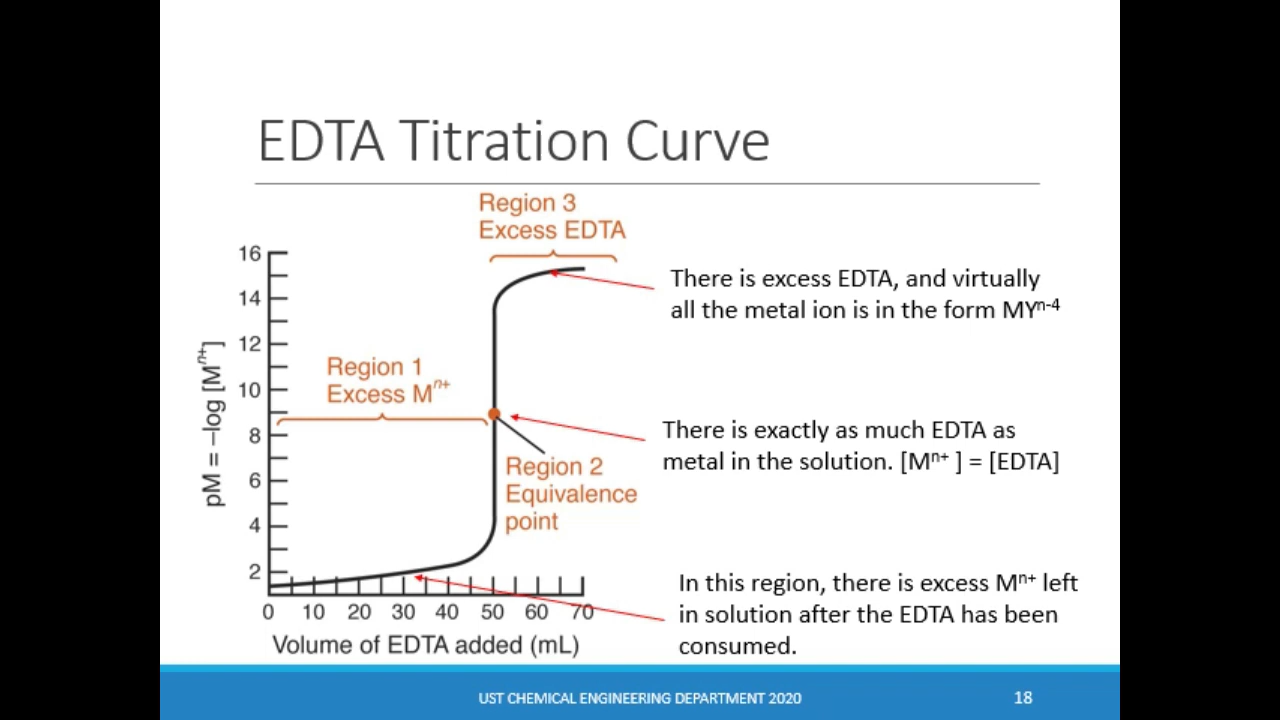 EDTA Titration Curve
Region 3
Excess EDTA
16
14
12
10
8
6
4
2
pM = –log [Mⁿ⁺]
Region 1
Excess Mⁿ⁺
Region 2
Equivalence
point
0 10 20 30 40 50 60 70
Volume of EDTA added (mL)
There is excess EDTA, and virtually
all the metal ion is in the form MYⁿ⁻⁴
There is exactly as much EDTA as
metal in the solution. [Mⁿ⁺ ] = [EDTA]
In this region, there is excess Mⁿ⁺ left
in solution after the EDTA has been
consumed.
UST CHEMICAL ENGINEERING DEPARTMENT 2020
18